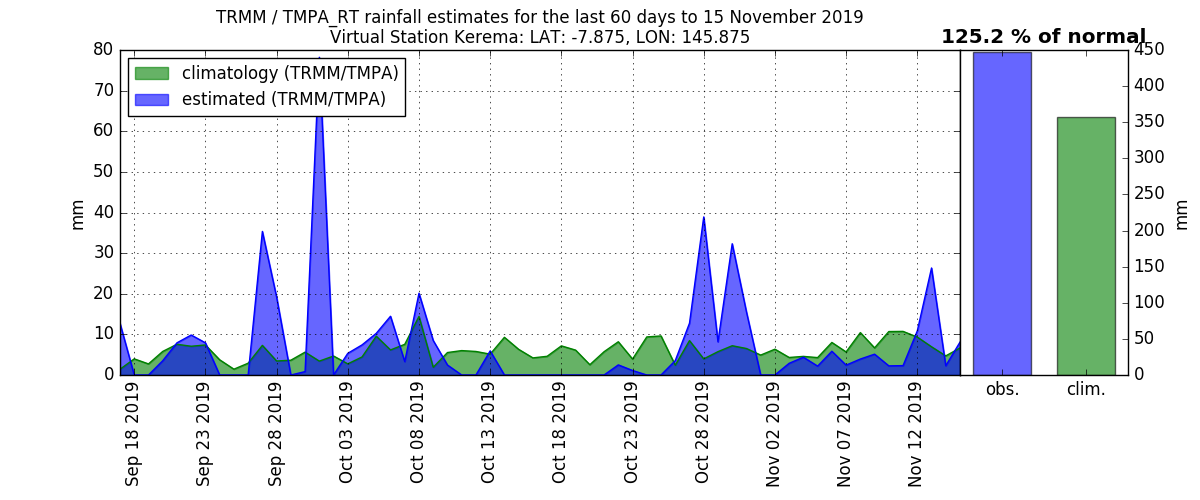 TRMM / TMPA_RT rainfall estimates for the last 60 days to 15 November 2019
Virtual Station Kerema: LAT: -7.875, LON: 145.875
125.2 % of normal
climatology (TRMM/TMPA)
estimated (TRMM/TMPA)
80
70
60
50
40
30
20
10
0
mm
Sep 18 2019
Sep 23 2019
Sep 28 2019
Oct 03 2019
Oct 08 2019
Oct 13 2019
Oct 18 2019
Oct 23 2019
Oct 28 2019
Nov 02 2019
Nov 07 2019
Nov 12 2019
obs.
clim.
450
400
350
300
250
200
150
100
50
0
mm